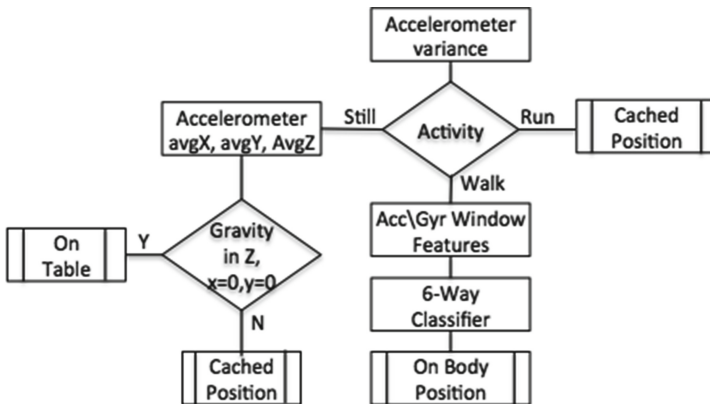 Accelerometer
variance
Accelerometer
avgX, avgY, AvgZ
Still
Activity
Run
Cached
Position
Walk
Acc\Gyr Window
Features
Gravity
in Z,
x=0,y=0
Y
On
Table
6-Way
Classifier
N
Cached
Position
On Body
Position